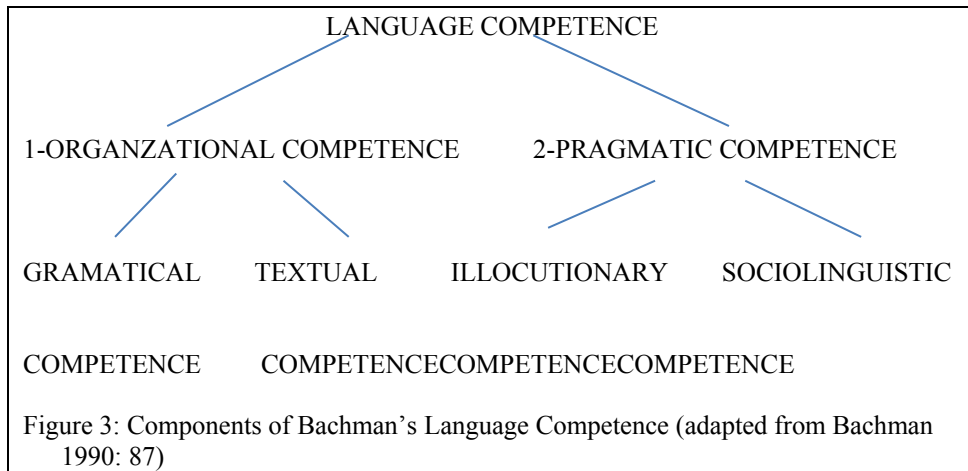 LANGUAGE COMPETENCE
1-ORGANZATIONAL COMPETENCE 2-PRAGMATIC COMPETENCE
GRAMATICAL TEXTUAL ILLOCUTIONARY SOCIOLINGUISTIC
COMPETENCE COMPETENCECOMPETENCECOMPETENCE
Figure 3: Components of Bachman’s Language Competence (adapted from Bachman
1990: 87)